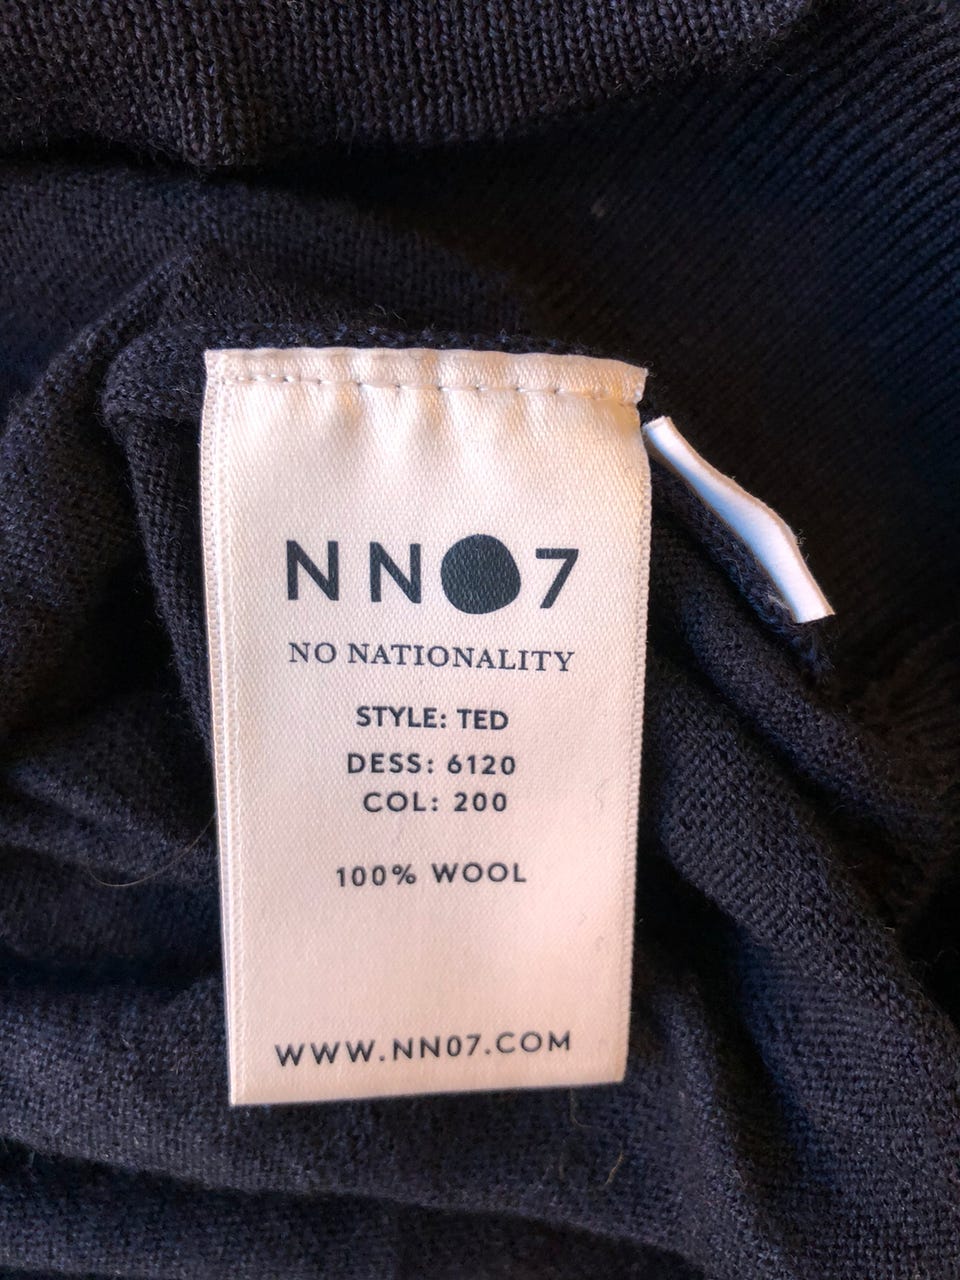 NN07
NO NATIONALITY
STYLE: TED
DESS: 6120
COL: 200
100% WOOL
WWW.NN07.COM